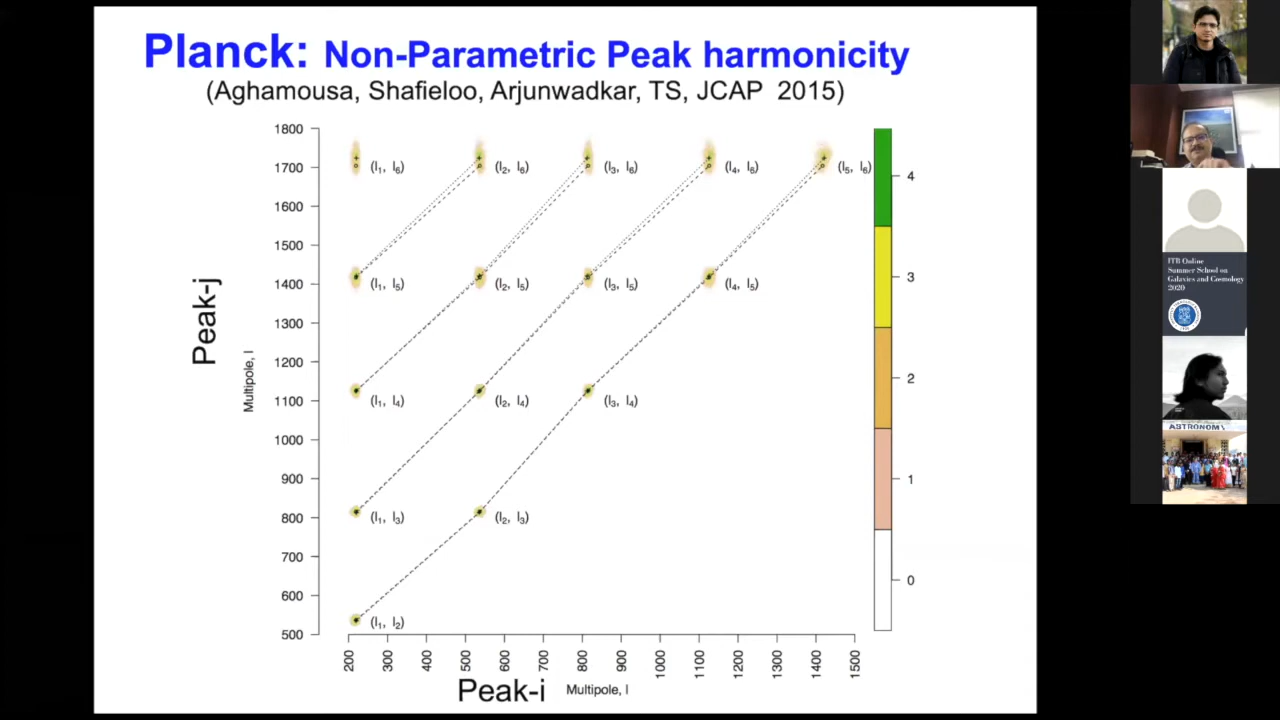 Planck: Non-Parametric Peak harmonicity
(Aghamousa, Shafieloo, Arjunwadkar, TS, JCAP 2015)
1800
1700
1600
1500
1400
1300
1200
1100
1000
900
800
700
600
500
Peak-j
Multipole, l
(l1, l6)
(l2, l6)
(l3, l6)
(l4, l6)
(l5, l6)
(l1, l5)
(l2, l5)
(l3, l5)
(l4, l5)
(l1, l4)
(l2, l4)
(l3, l4)
(l1, l3)
(l2, l3)
(l1, l2)
200
300
400
500
600
700
800
900
1000
1100
1200
1300
1400
1500
Peak-i Multipole, l
4
3
2
1
0
ITB Online
Summer School on
Galaxies and Cosmology
2020
ASTRONOMY